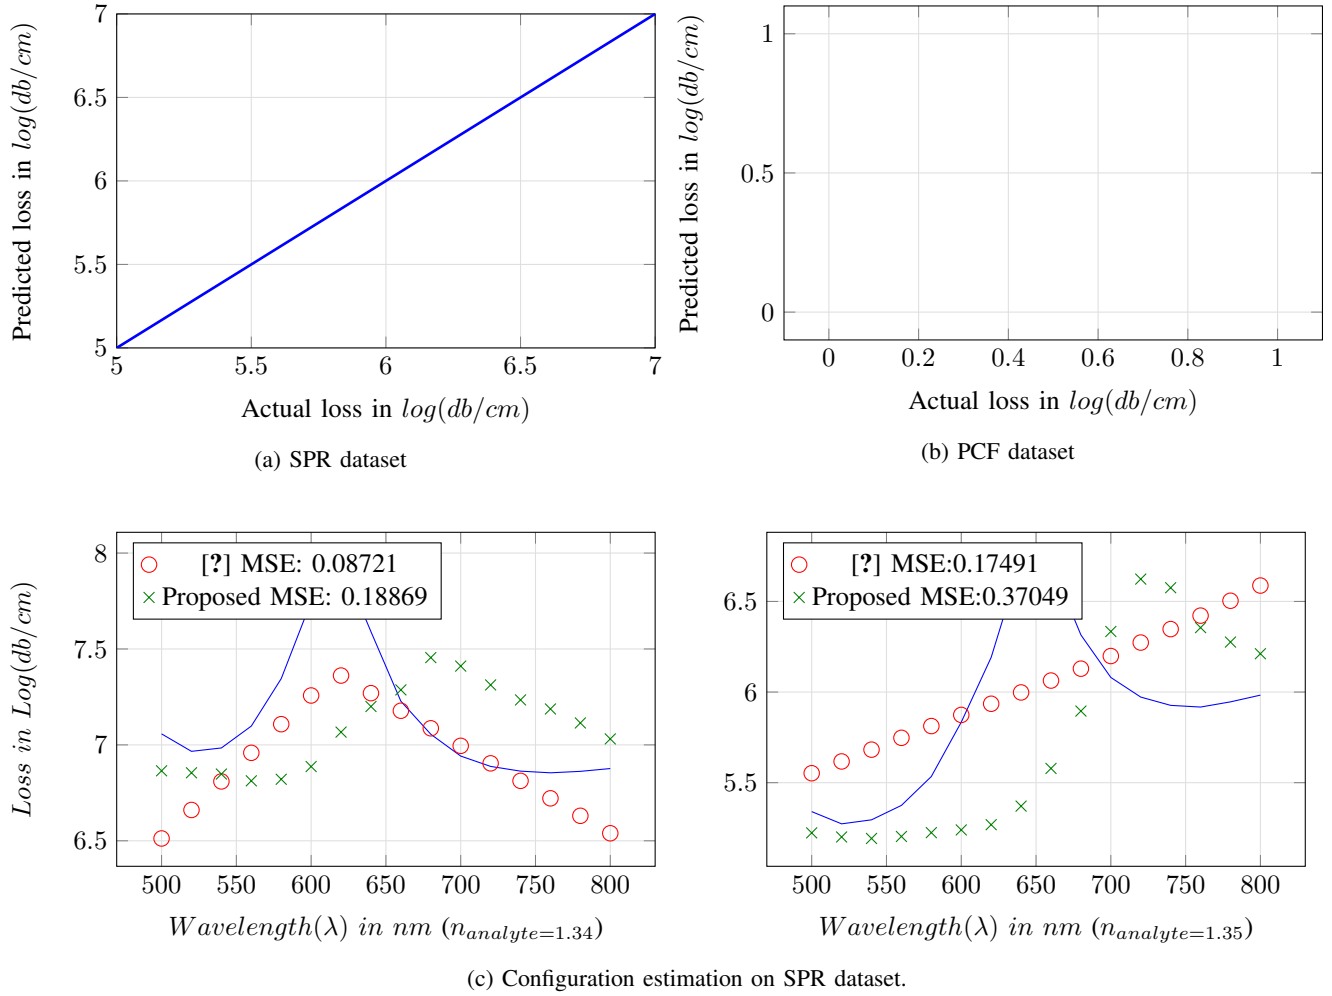 7
6.5
6
5.5
5
5 5.5 6 6.5 7
Predicted loss in log(db/cm)
Actual loss in log(db/cm)
(a) SPR dataset
1
0.5
0
0 0.2 0.4 0.6 0.8 1
Predicted loss in log(db/cm)
Actual loss in log(db/cm)
(b) PCF dataset
8
7.5
7
6.5
500 550 600 650 700 750 800
Loss in Log(db/cm)
[?] MSE: 0.08721
Proposed MSE: 0.18869
Wavelength(λ) in nm (n_{analyte=1.34})
6.5
6
5.5
500 550 600 650 700 750 800
[?] MSE:0.17491
Proposed MSE:0.37049
Wavelength(λ) in nm (n_{analyte=1.35})
(c) Configuration estimation on SPR dataset.